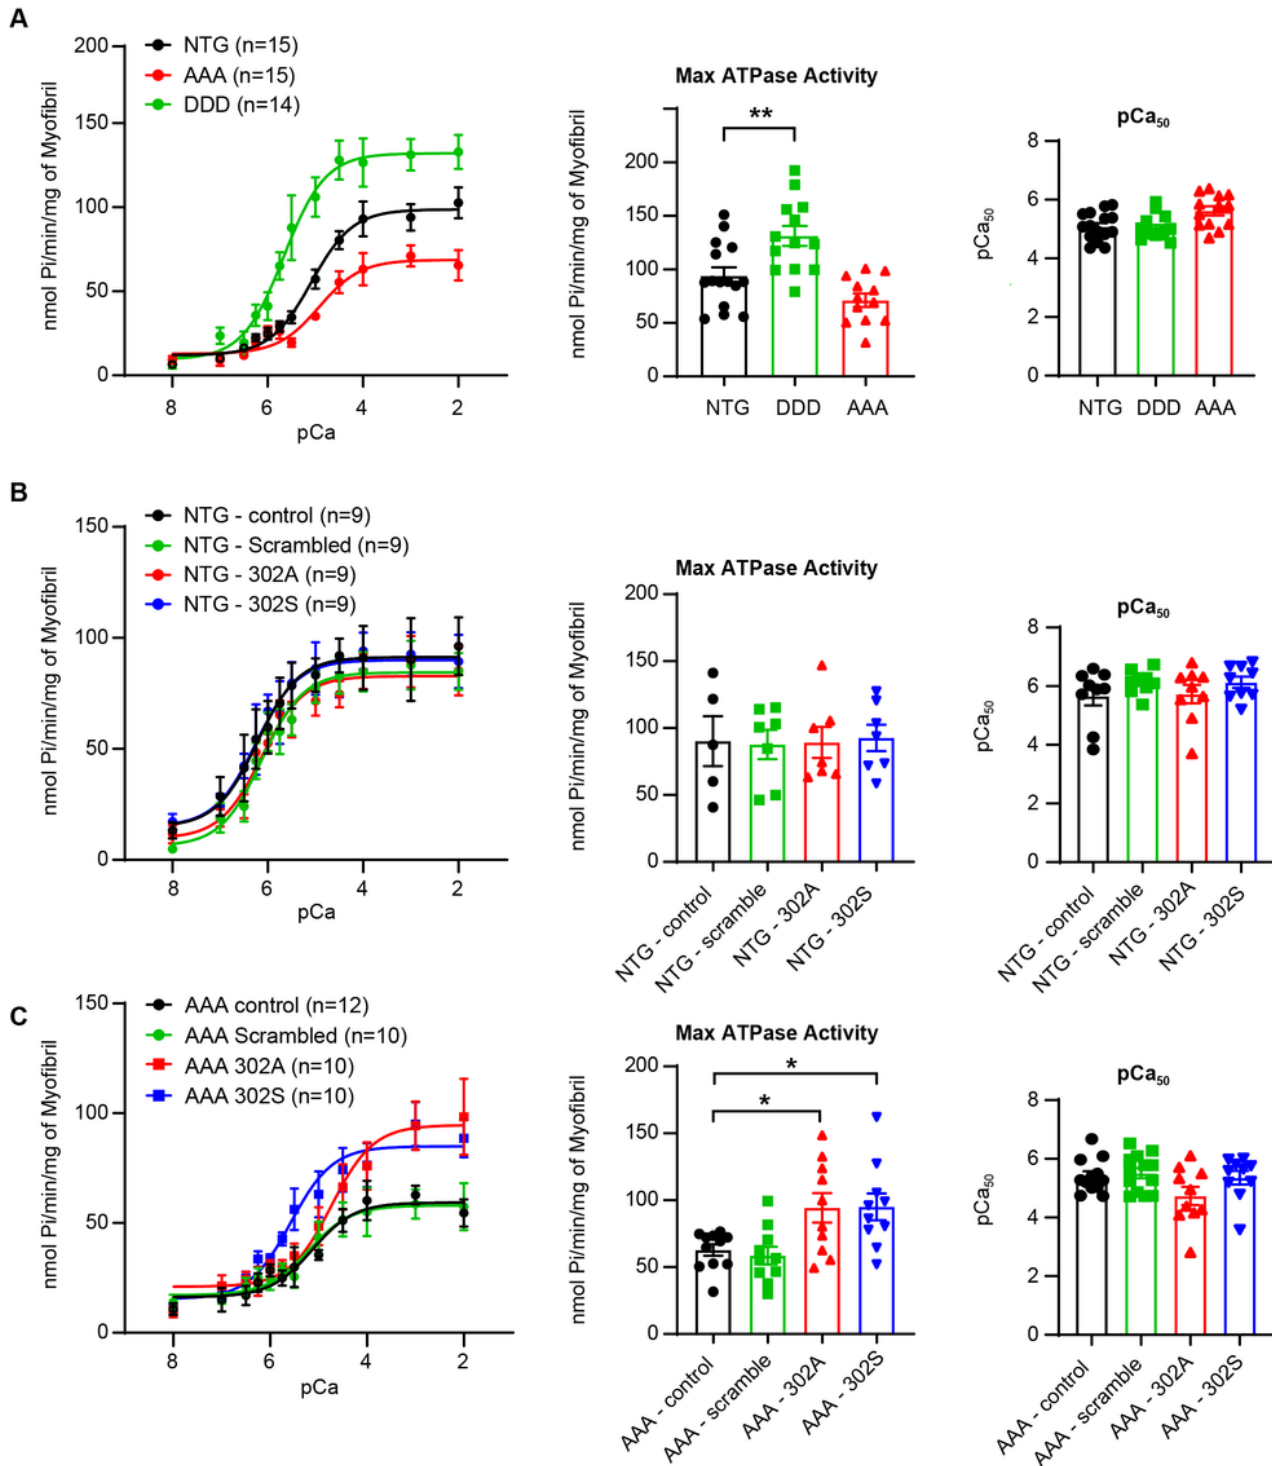 A
NTG (n=15)
AAA (n=15)
DDD (n=14)
nmol Pi/min/mg of Myofibril
200
150
100
50
0
8 6 4 2
pCa
Max ATPase Activity
nmol Pi/min/mg of Myofibril
**
200
150
100
50
0
NTG DDD AAA
pCa50
pCa50
8
6
4
2
0
NTG DDD AAA
B
NTG - control (n=9)
NTG - Scrambled (n=9)
NTG - 302A (n=9)
NTG - 302S (n=9)
nmol Pi/min/mg of Myofibril
150
100
50
0
8 6 4 2
pCa
Max ATPase Activity
nmol Pi/min/mg of Myofibril
200
150
100
50
0
NTG - control
NTG - scramble
NTG - 302A
NTG - 302S
pCa50
pCa50
8
6
4
2
0
NTG - control
NTG - scramble
NTG - 302A
NTG - 302S
C
AAA control (n=12)
AAA Scrambled (n=10)
AAA 302A (n=10)
AAA 302S (n=10)
nmol Pi/min/mg of Myofibril
150
100
50
0
8 6 4 2
pCa
Max ATPase Activity
nmol Pi/min/mg of Myofibril
*
*
200
150
100
50
0
AAA - control
AAA - scramble
AAA - 302A
AAA - 302S
pCa50
pCa50
8
6
4
2
0
AAA - control
AAA - scramble
AAA - 302A
AAA - 302S